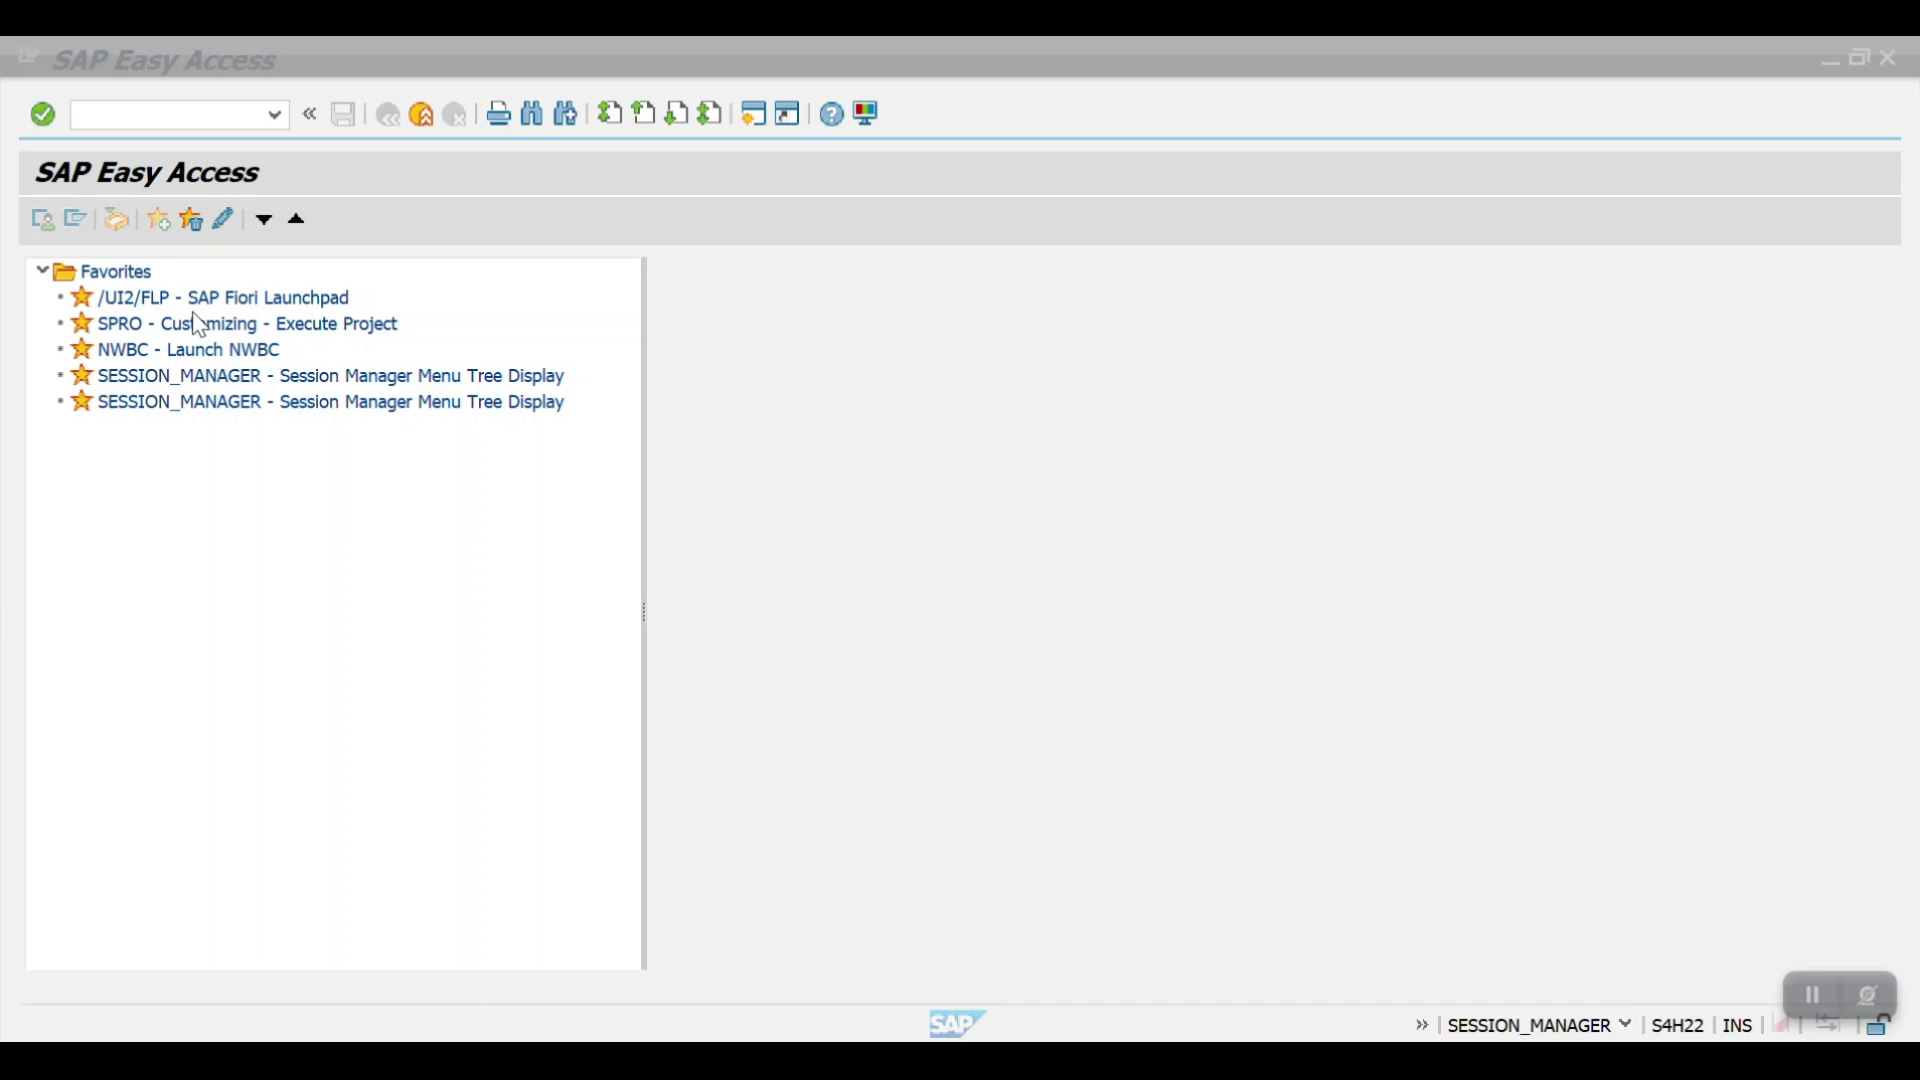 SAP Easy Access
SAP Easy Access
Favorites
/UI2/FLP - SAP Fiori Launchpad
SPRO - Customizing - Execute Project
NWBC - Launch NWBC
SESSION_MANAGER - Session Manager Menu Tree Display
SESSION_MANAGER - Session Manager Menu Tree Display
SAP
SESSION_MANAGER S4H22 INS